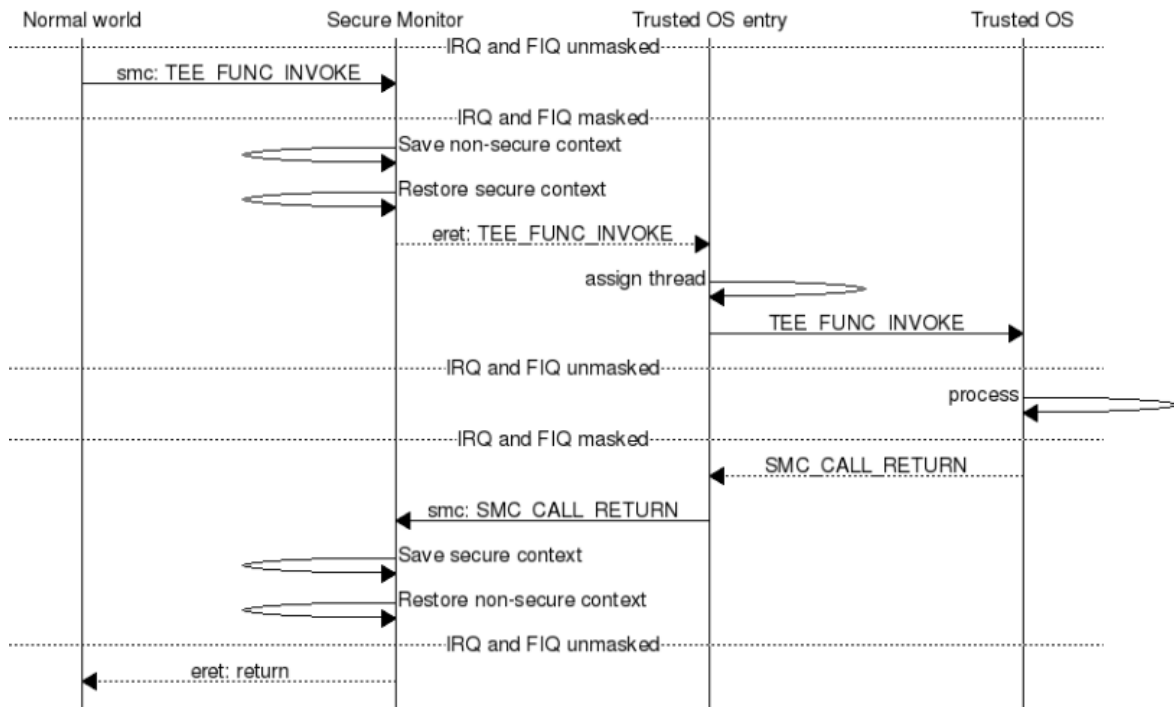 Normal world
Secure Monitor
Trusted OS entry
Trusted OS
IRQ and FIQ unmasked
smc: TEE_FUNC_INVOKE
IRQ and FIQ masked
Save non-secure context
Restore secure context
eret: TEE_FUNC_INVOKE
assign thread
TEE_FUNC_INVOKE
IRQ and FIQ unmasked
process
IRQ and FIQ masked
SMC_CALL_RETURN
smc: SMC_CALL_RETURN
Save secure context
Restore non-secure context
IRQ and FIQ unmasked
eret: return